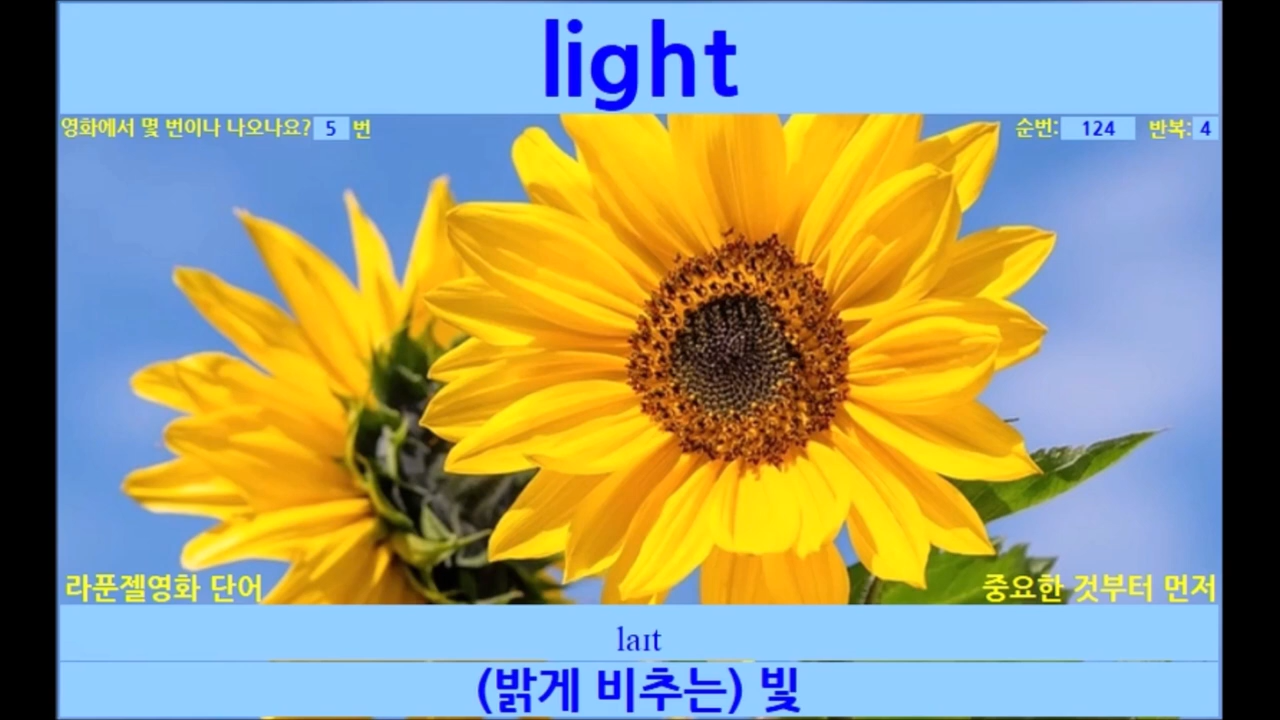 light
영화에서 몇 번이나 나오나요? 5 번
순번: 124 반복: 4
라푼젤영화 단어
중요한 것부터 먼저
laɪt
(밝게 비추는) 빛